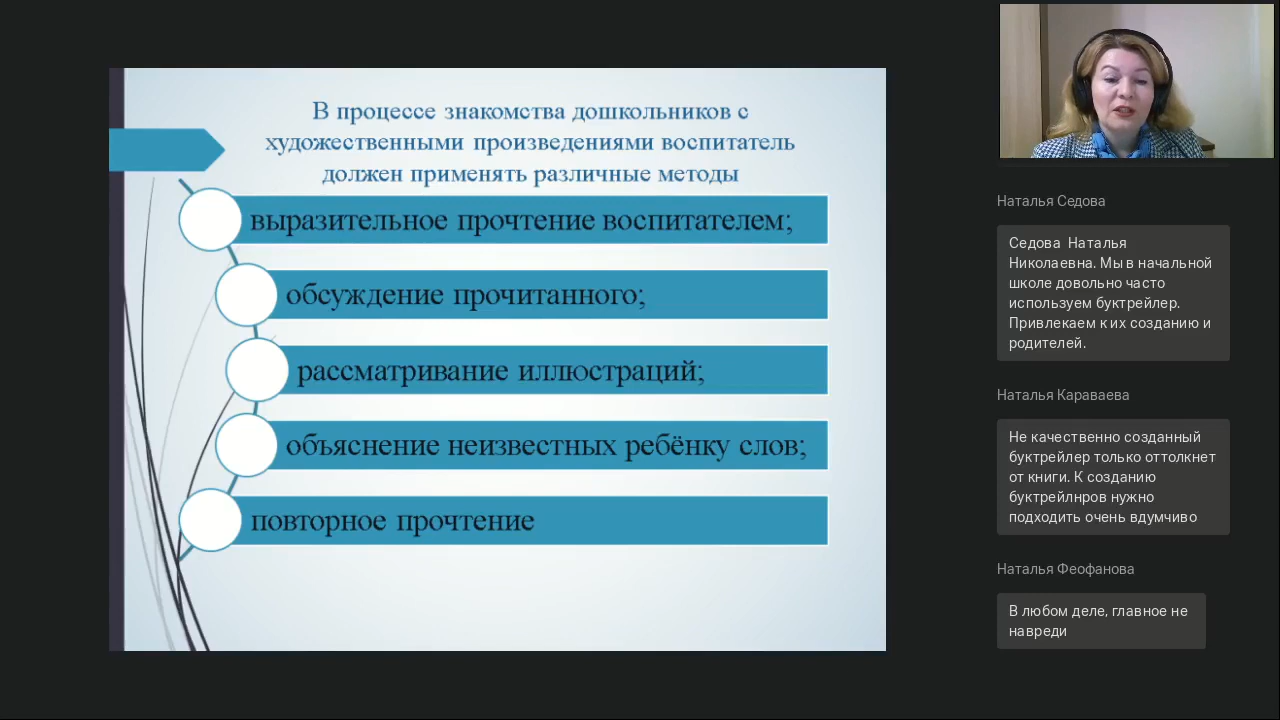 В процессе знакомства дошкольников с
художественными произведениями воспитатель
должен применять различные методы
выразительное прочтение воспитателем;
обсуждение прочитанного;
рассматривание иллюстраций;
объяснение неизвестных ребёнку слов;
повторное прочтение
Наталья Седова
Седова Наталья
Николаевна. Мы в начальной
школе довольно часто
используем буктрейлер.
Привлекаем к их созданию и
родителей.
Наталья Караваева
Не качественно созданный
буктрейлер только оттолкнет
от книги. К созданию
буктрейлнров нужно
подходить очень вдумчиво
Наталья Феофанова
В любом деле, главное не
навреди